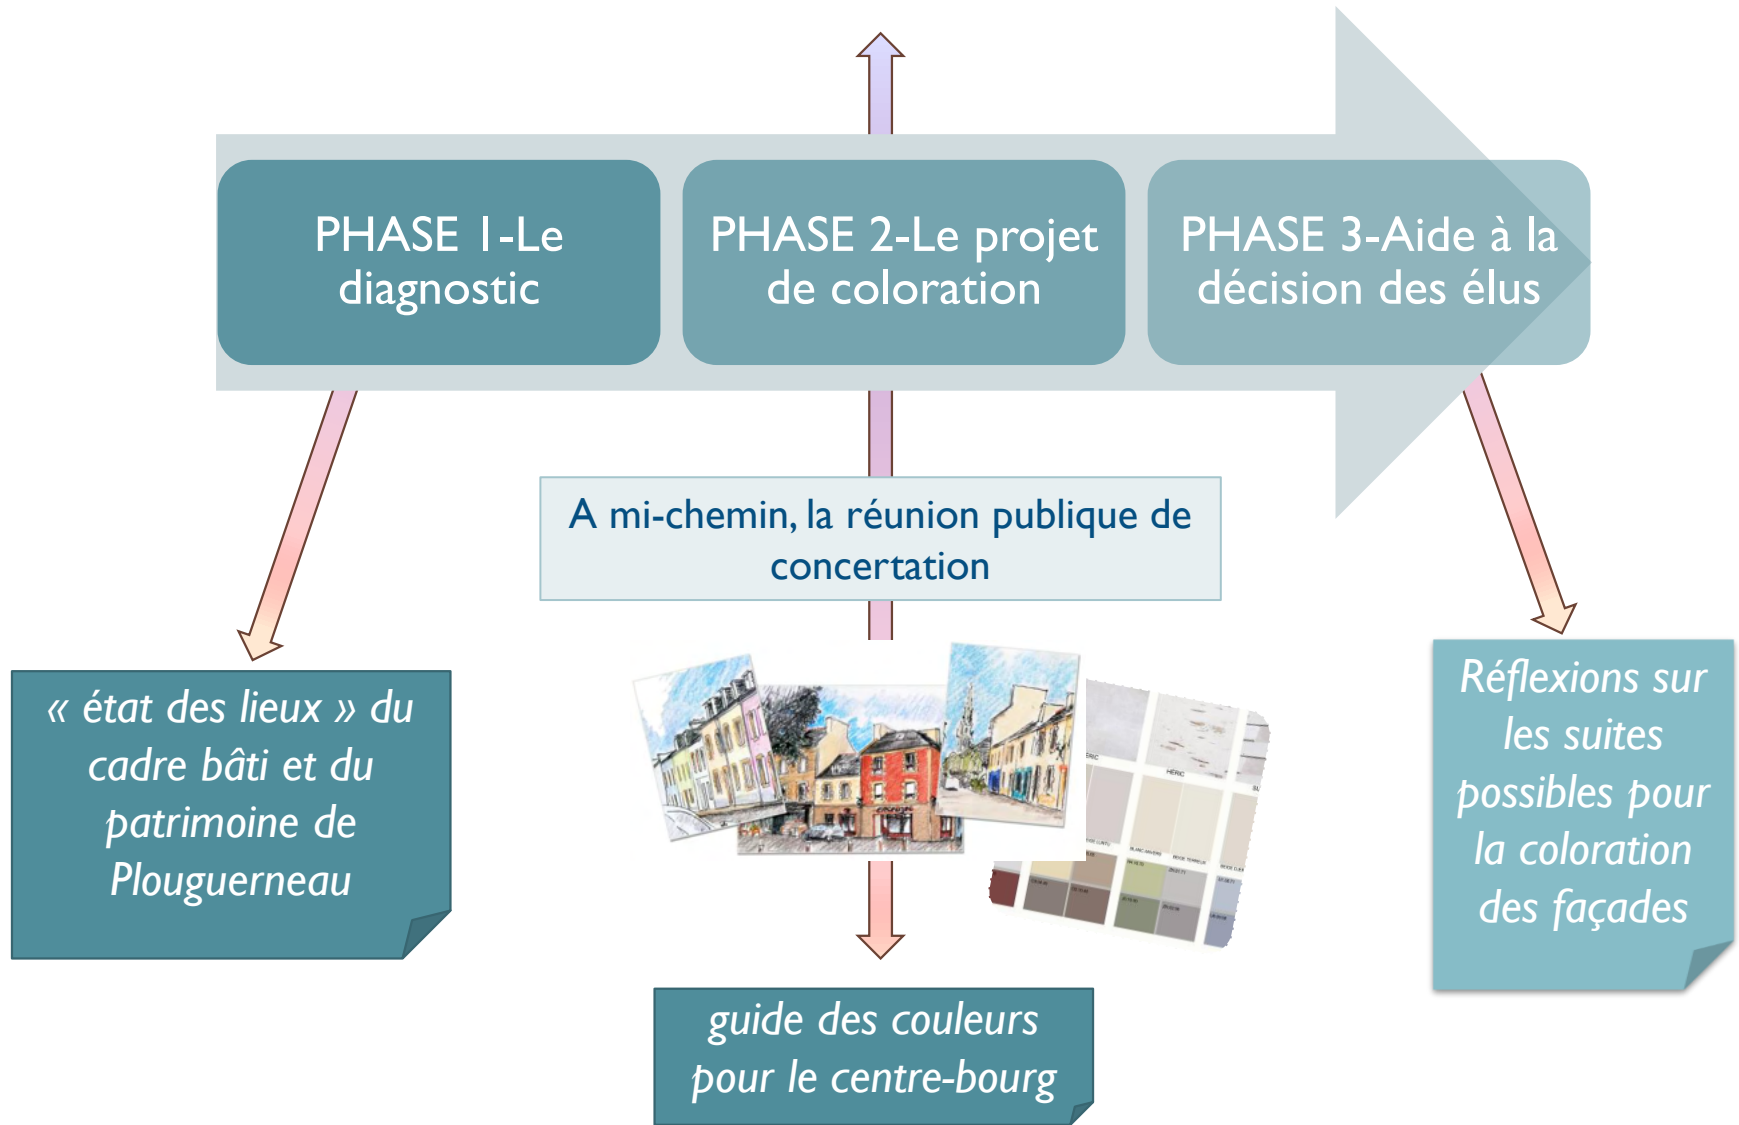 PHASE 1-Le
diagnostic
PHASE 2-Le projet
de coloration
PHASE 3-Aide à la
décision des élus
A mi-chemin, la réunion publique de
concertation
« état des lieux » du
cadre bâti et du
patrimoine de
Plouguerneau
HÉRIC
guide des couleurs
pour le centre-bourg
Réflexions sur
les suites
possibles pour
la coloration
des façades